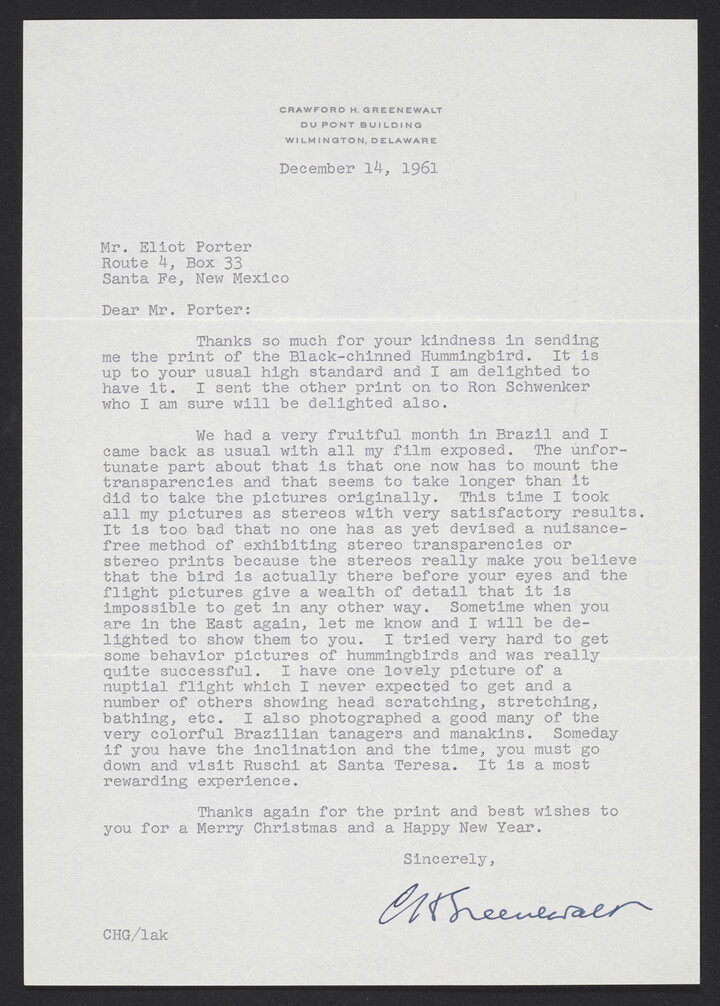 CRAWFORD H. GREENEWALT
DU PONT BUILDING
WILMINGTON, DELAWARE
December 14, 1961
Mr. Eliot Porter
Route 4, Box 33
Santa Fe, New Mexico
Dear Mr. Porter:
Thanks so much for your kindness in sending
me the print of the Black-chinned Hummingbird. It is
up to your usual high standard and I am delighted to
have it. I sent the other print on to Ron Schwenker
who I am sure will be delighted also.
We had a very fruitful month in Brazil and I
came back as usual with all my film exposed. The unfor-
tunate part about that is that one now has to mount the
transparencies and that seems to take longer than it
did to take the pictures originally. This time I took
all my pictures as stereos with very satisfactory results.
It is too bad that no one has as yet devised a nuisance-
free method of exhibiting stereo transparencies or
stereo prints because the stereos really make you believe
that the bird is actually there before your eyes and the
flight pictures give a wealth of detail that it is
impossible to get in any other way. Sometime when you
are in the East again, let me know and I will be de-
lighted to show them to you. I tried very hard to get
some behavior pictures of hummingbirds and was really
quite successful. I have one lovely picture of a
nuptial flight which I never expected to get and a
number of others showing head scratching, stretching,
bathing, etc. I also photographed a good many of the
very colorful Brazilian tanagers and manakins. Someday
if you have the inclination and the time, you must go
down and visit Ruschi at Santa Teresa. It is a most
rewarding experience.
Thanks again for the print and best wishes to
you for a Merry Christmas and a Happy New Year.
Sincerely,
CH Greenewalt
CHG/lak